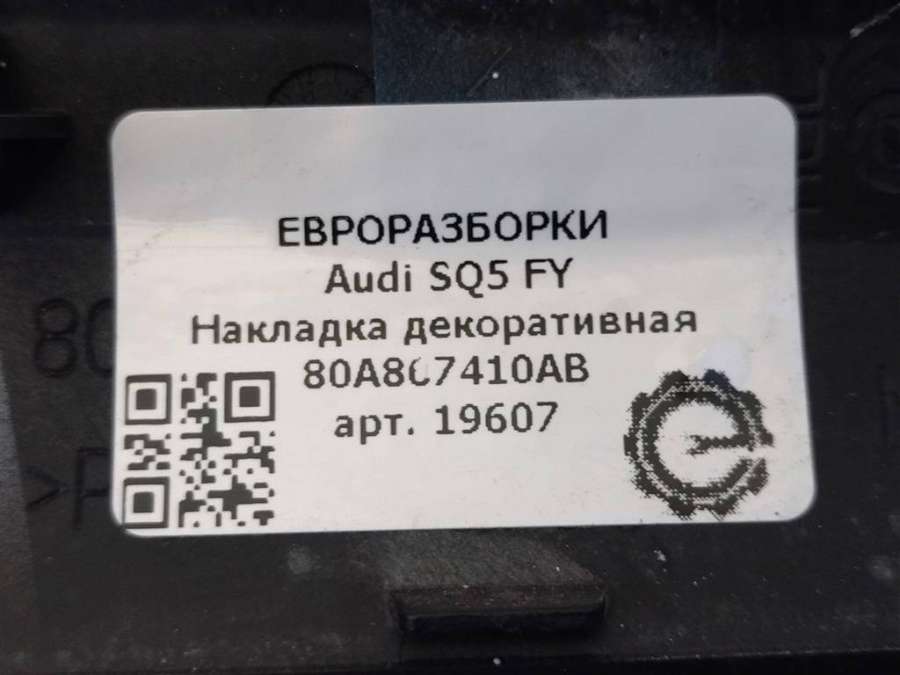 ЕВРОРАЗБОРКИ
Audi SQ5 FY
Накладка декоративная
80A867410AB
арт. 19607